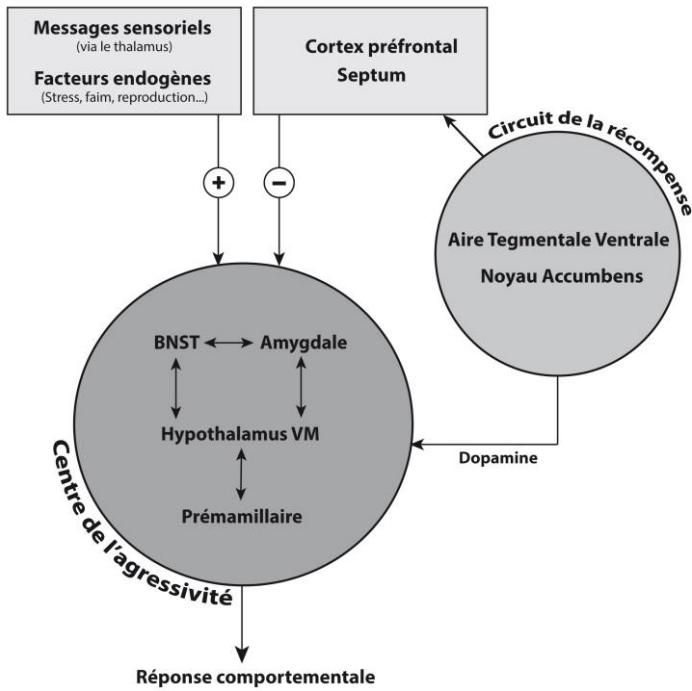 Messages sensoriels
(via le thalamus)
Facteurs endogènes
(Stress, faim, reproduction...)
Cortex préfrontal
Septum
Circuit de la récompense
+
−
Aire Tegmentale Ventrale
Noyau Accumbens
BNST
Amygdale
Hypothalamus VM
Prémamillaire
Dopamine
Centre de l'agressivité
Réponse comportementale